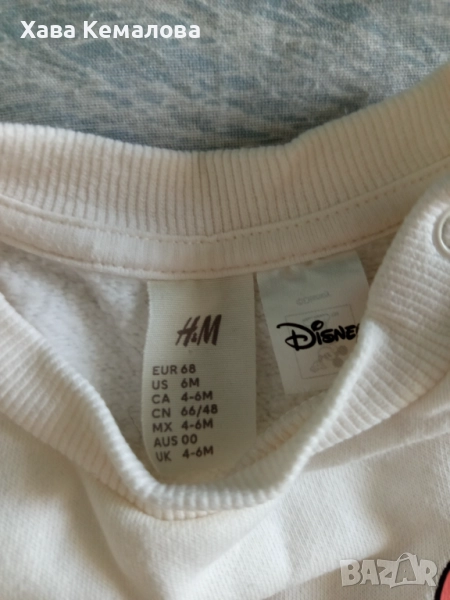 Хава Кемалова
H&M
EUR 68
US 6M
CA 4-6M
CN 66/48
MX 4-6M
AUS 00
UK 4-6M
Disney
BAZAR